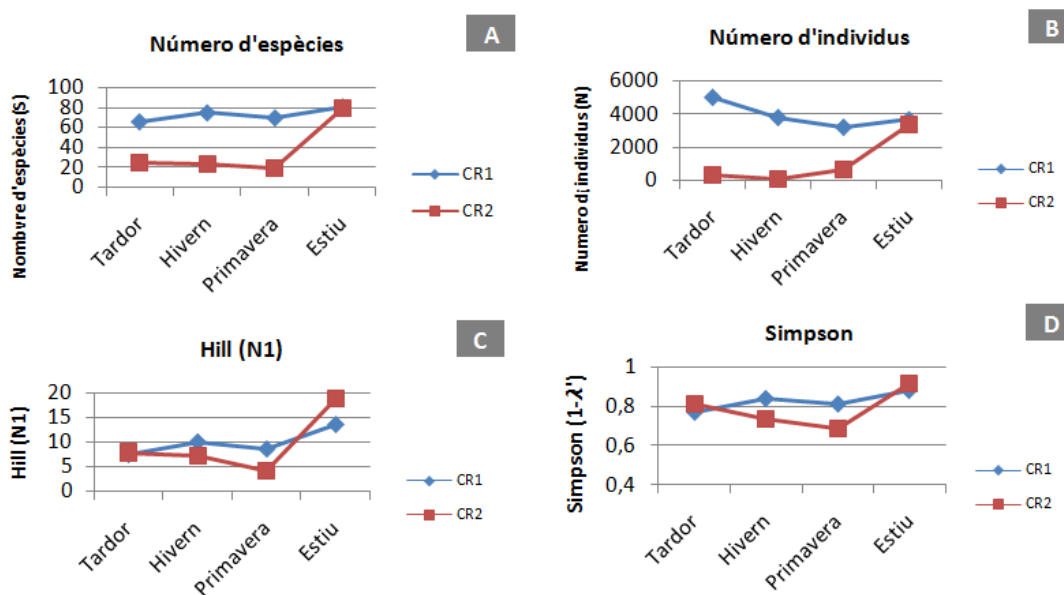 A
Número d'espècies
Nombvre d'espècies (S)
100
80
60
40
20
0
Tardor
Hivern
Primavera
Estiu
CR1
CR2
B
Número d'individus
Numero d¡ individus (N)
6000
4000
2000
0
Tardor
Hivern
Primavera
Estiu
CR1
CR2
C
Hill (N1)
Hill (N1)
20
15
10
5
0
Tardor
Hivern
Primavera
Estiu
CR1
CR2
D
Simpson
Simpson (1-λ')
1
0,8
0,6
0,4
Tardor
Hivern
Primavera
Estiu
CR1
CR2